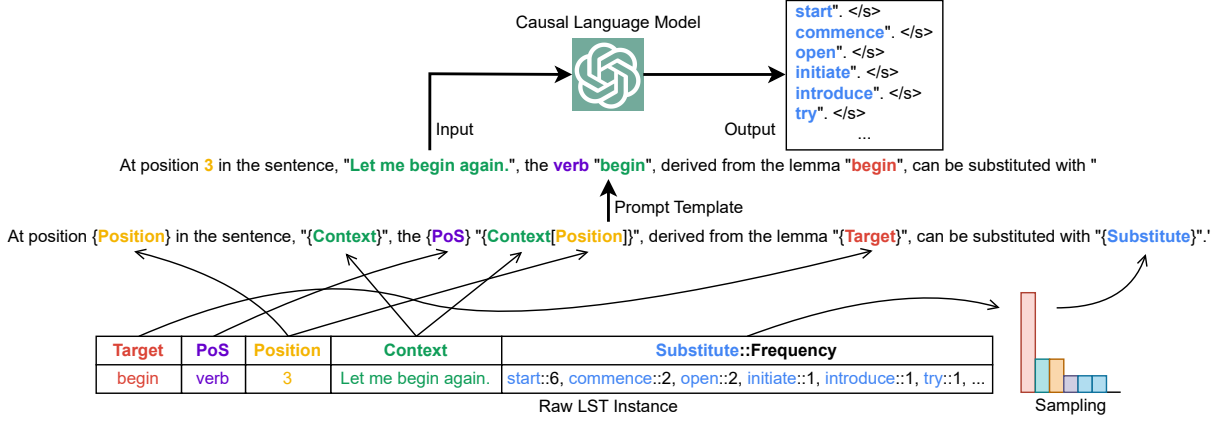 Causal Language Model
start". </s>
commence". </s>
open". </s>
initiate". </s>
introduce". </s>
try". </s>
...
Input
Output
At position 3 in the sentence, "Let me begin again.", the verb "begin", derived from the lemma "begin", can be substituted with "
Prompt Template
At position {Position} in the sentence, "{Context}", the {PoS} "{Context[Position]}", derived from the lemma "{Target}", can be substituted with "{Substitute}".'
Target PoS Position Context Substitute::Frequency
begin verb 3 Let me begin again. start::6, commence::2, open::2, initiate::1, introduce::1, try::1, ...
Raw LST Instance
Sampling